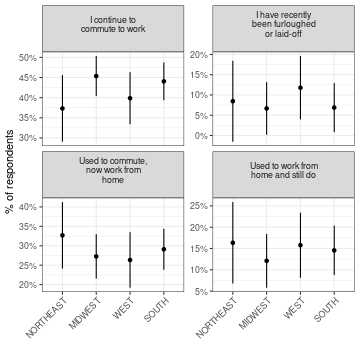 I continue to
commute to work
50%
45%
40%
35%
30%
I have recently
been furloughed
or laid-off
20%
15%
10%
5%
0%
Used to commute,
now work from
home
40%
35%
30%
25%
20%
NORTHEAST
MIDWEST
WEST
SOUTH
Used to work from
home and still do
25%
20%
15%
10%
5%
NORTHEAST
MIDWEST
WEST
SOUTH
% of respondents